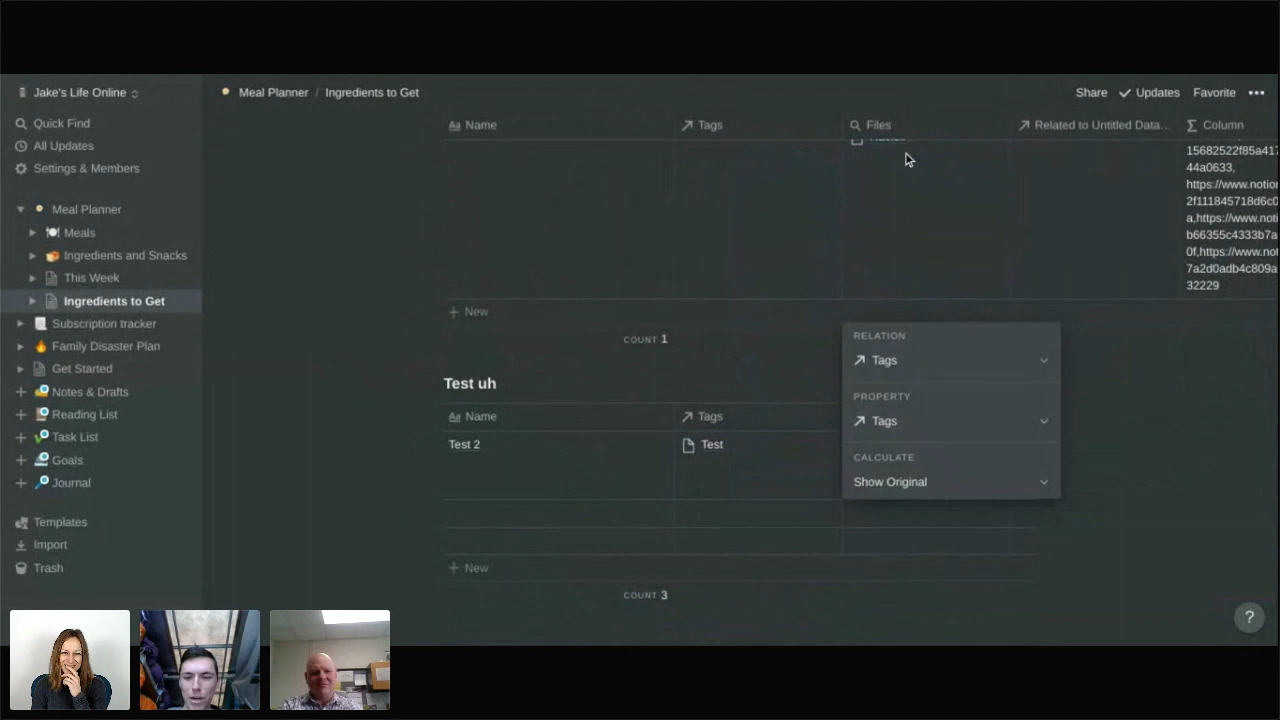 Jake's Life Online
Meal Planner / Ingredients to Get
Share
Updates
Favorite
•••
Quick Find
All Updates
Settings & Members
Meal Planner
Meals
Ingredients and Snacks
This Week
Ingredients to Get
Subscription tracker
Family Disaster Plan
Get Started
Notes & Drafts
Reading List
Task List
Goals
Journal
Templates
Import
Trash
Aa Name
Tags
Files
Related to Untitled Data...
Σ Column
15682522f85a417
44a0633,
https://www.notion
2f111845718d6c0
a,https://www.noti
b66355c4333b7a
0f,https://www.not
7a2d0adb4c809a
32229
+ New
COUNT 1
Test uh
Aa Name
Tags
Test 2
Test
+ New
COUNT 3
RELATION
Tags
PROPERTY
Tags
CALCULATE
Show Original
?